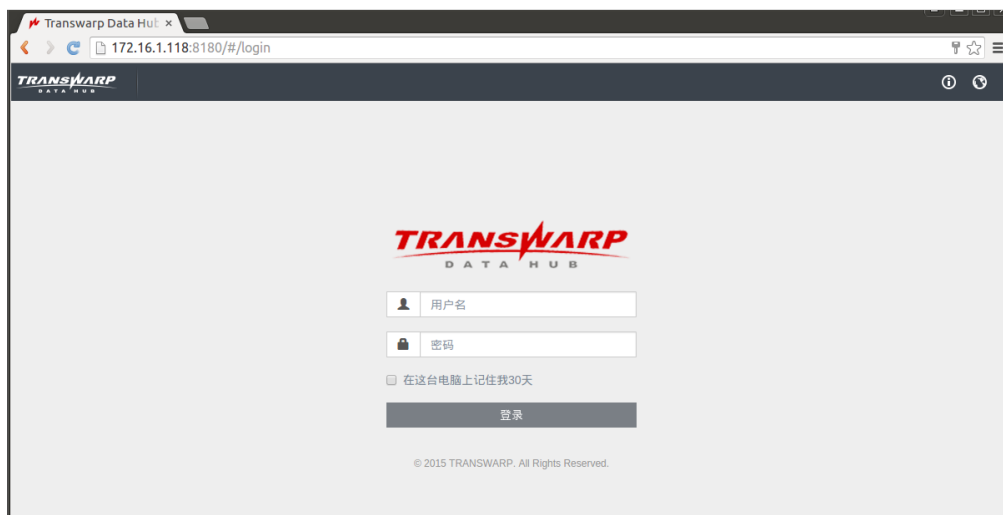 Transwarp Data Hub
172.16.1.118:8180/#/login
TRANSWARP
DATA HUB
TRANSWARP
DATA HUB
用户名
密码
在这台电脑上记住我30天
登录
© 2015 TRANSWARP. All Rights Reserved.